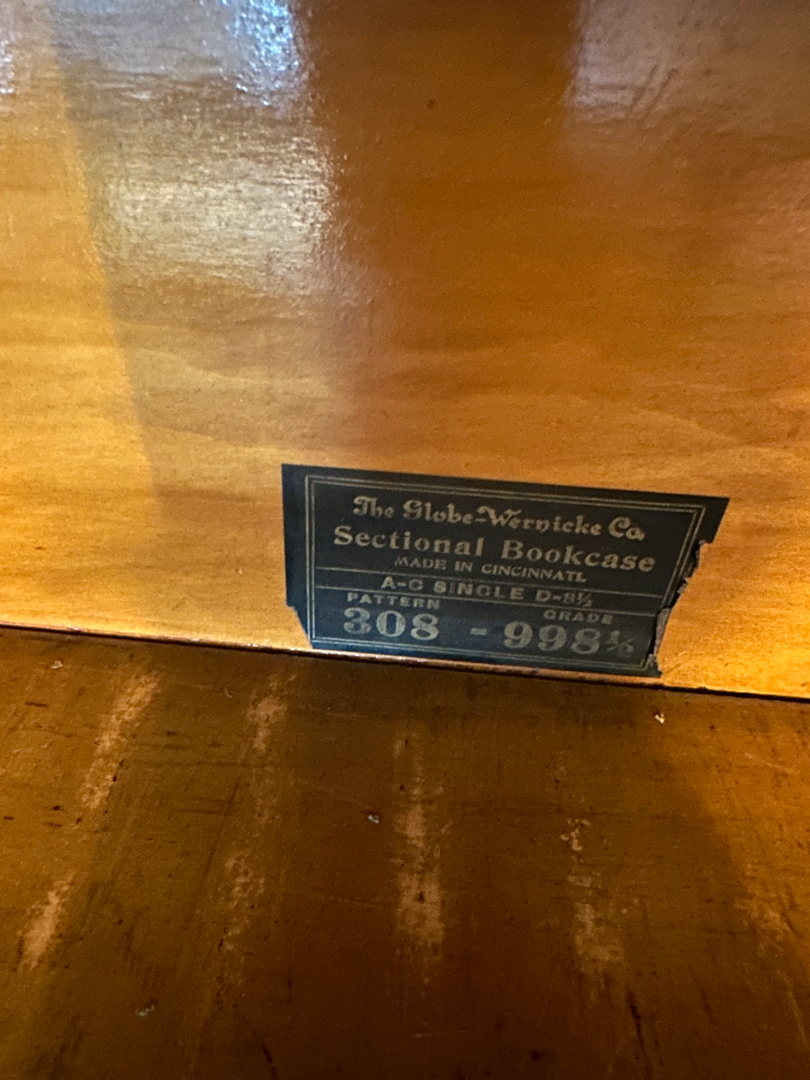 The Globe-Wernicke Co.
Sectional Bookcase
MADE IN CINCINNATI.
A-C SINGLE D-8½
PATTERN GRADE
308 - 998½